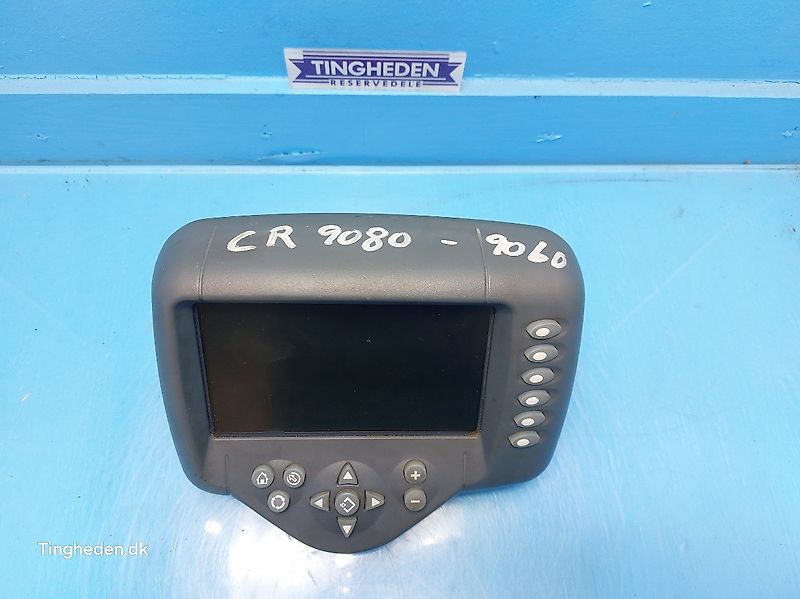 TINGHEDEN
RESERVEDELE
CR 9080 - 9060
+
-
Tingheden.dk